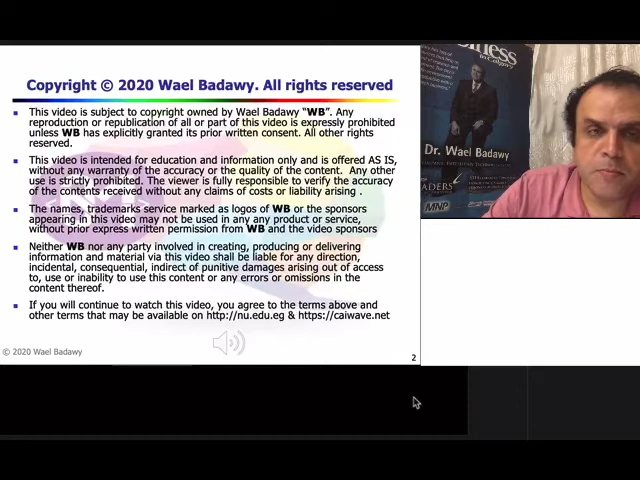 Copyright © 2020 Wael Badawy. All rights reserved
This video is subject to copyright owned by Wael Badawy “WB”. Any
reproduction or republication of all or part of this video is expressly prohibited
unless WB has explicitly granted its prior written consent. All other rights
reserved.
This video is intended for education and information only and is offered AS IS,
without any warranty of the accuracy or the quality of the content. Any other
use is strictly prohibited. The viewer is fully responsible to verify the accuracy
of the contents received without any claims of costs or liability arising .
The names, trademarks service marked as logos of WB or the sponsors
appearing in this video may not be used in any any product or service,
without prior express written permission from WB and the video sponsors
Neither WB nor any party involved in creating, producing or delivering
information and material via this video shall be liable for any direction,
incidental, consequential, indirect of punitive damages arising out of access
to, use or inability to use this content or any errors or omissions in the
content thereof.
If you will continue to watch this video, you agree to the terms above and
other terms that may be available on http://nu.edu.eg & https://caiwave.net
© 2020 Wael Badawy
2
Dr. Wael Badawy
MNP